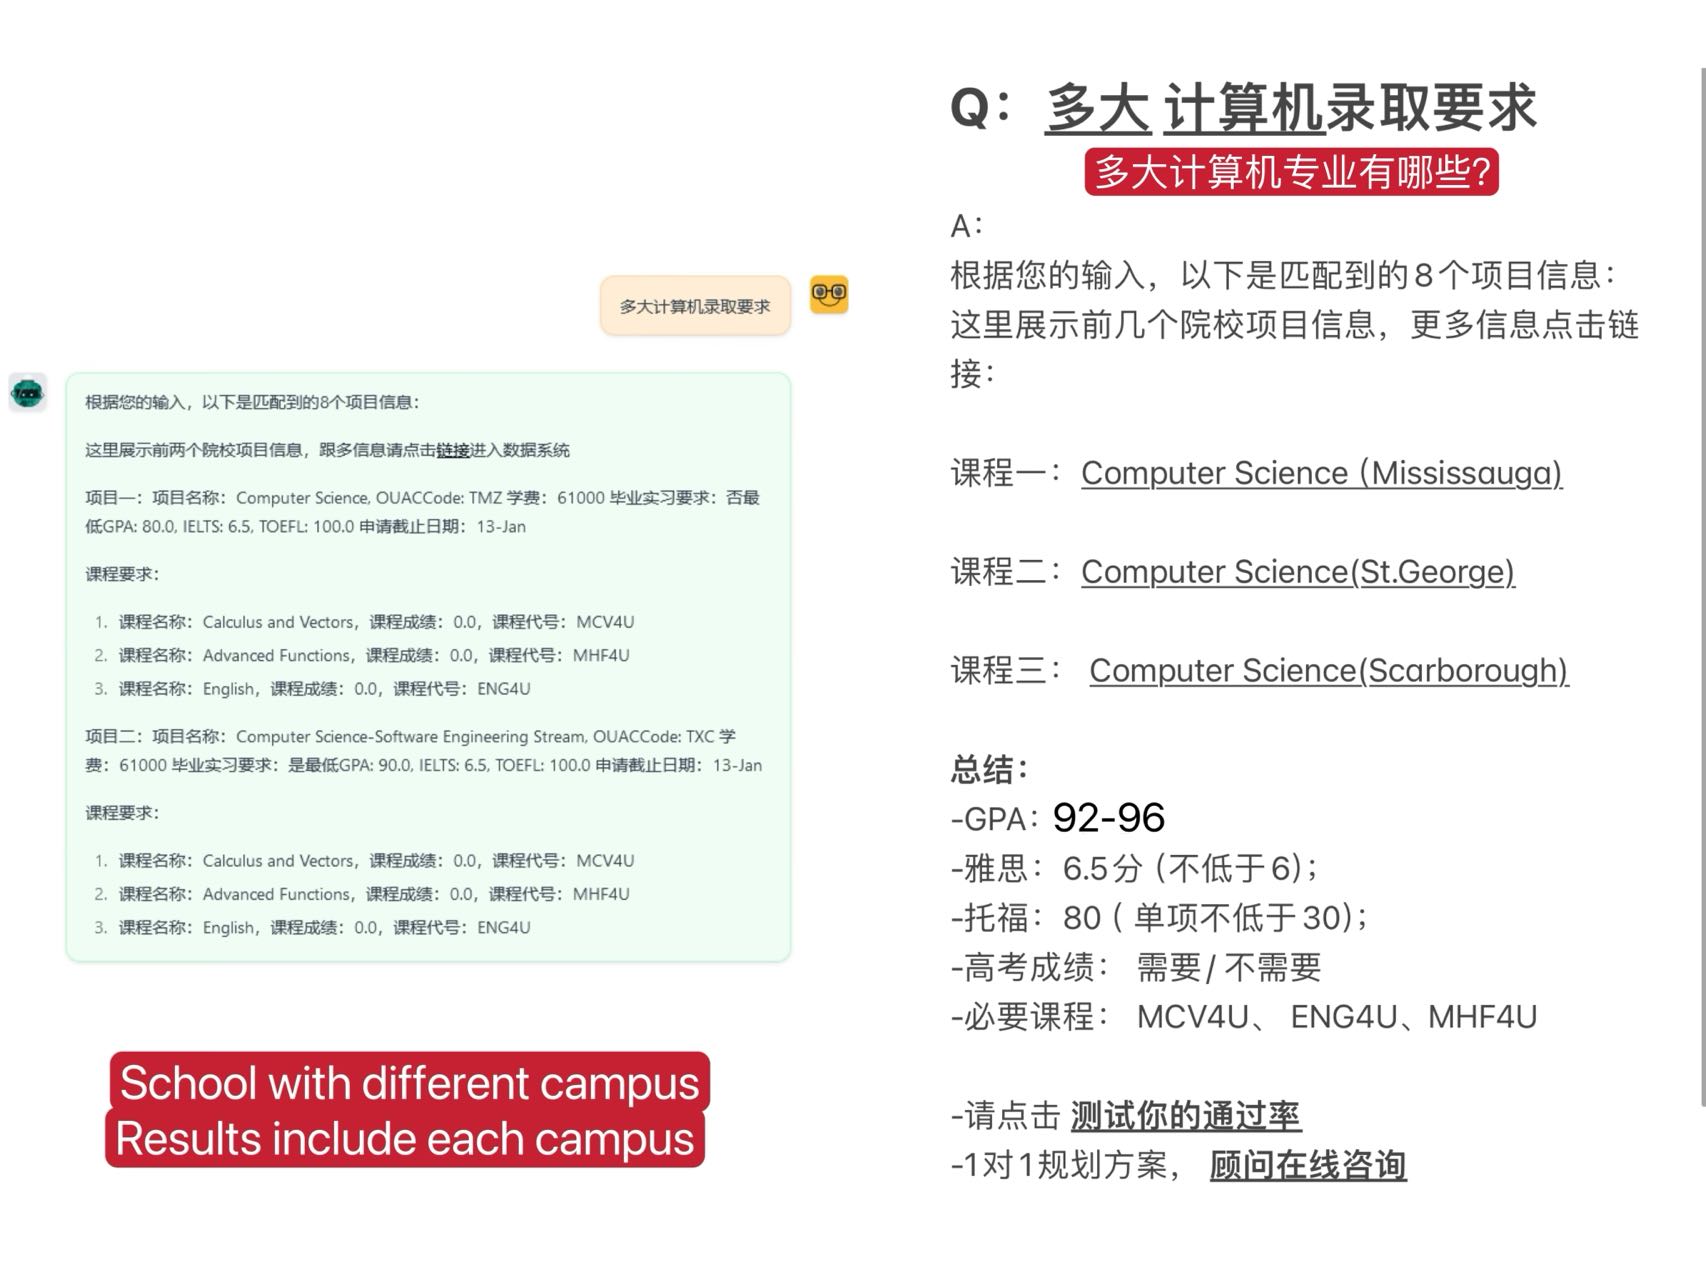 多大计算机录取要求
根据您的输入，以下是匹配到的8个项目信息：
这里展示前两个院校项目信息，跟多信息请点击链接进入数据系统
项目一：项目名称：Computer Science, OUACCode: TMZ 学费：61000 毕业实习要求：否最
低GPA: 80.0, IELTS: 6.5, TOEFL: 100.0 申请截止日期：13-Jan
课程要求：
1. 课程名称：Calculus and Vectors，课程成绩：0.0，课程代号：MCV4U
2. 课程名称：Advanced Functions，课程成绩：0.0，课程代号：MHF4U
3. 课程名称：English，课程成绩：0.0，课程代号：ENG4U
项目二：项目名称：Computer Science-Software Engineering Stream, OUACCode: TXC 学
费：61000 毕业实习要求：是最低GPA: 90.0, IELTS: 6.5, TOEFL: 100.0 申请截止日期：13-Jan
课程要求：
1. 课程名称：Calculus and Vectors，课程成绩：0.0，课程代号：MCV4U
2. 课程名称：Advanced Functions，课程成绩：0.0，课程代号：MHF4U
3. 课程名称：English，课程成绩：0.0，课程代号：ENG4U
School with different campus
Results include each campus
Q：多大 计算机录取要求
多大计算机专业有哪些?
A：
根据您的输入，以下是匹配到的8个项目信息：
这里展示前几个院校项目信息，更多信息点击链
接：
课程一：Computer Science（Mississauga)
课程二：Computer Science(St.George)
课程三： Computer Science(Scarborough)
总结：
-GPA：92-96
-雅思：6.5分（不低于6)；
-托福：80 ( 单项不低于30)；
-高考成绩： 需要/ 不需要
-必要课程： MCV4U、 ENG4U、MHF4U
-请点击 测试你的通过率
-1对1规划方案， 顾问在线咨询